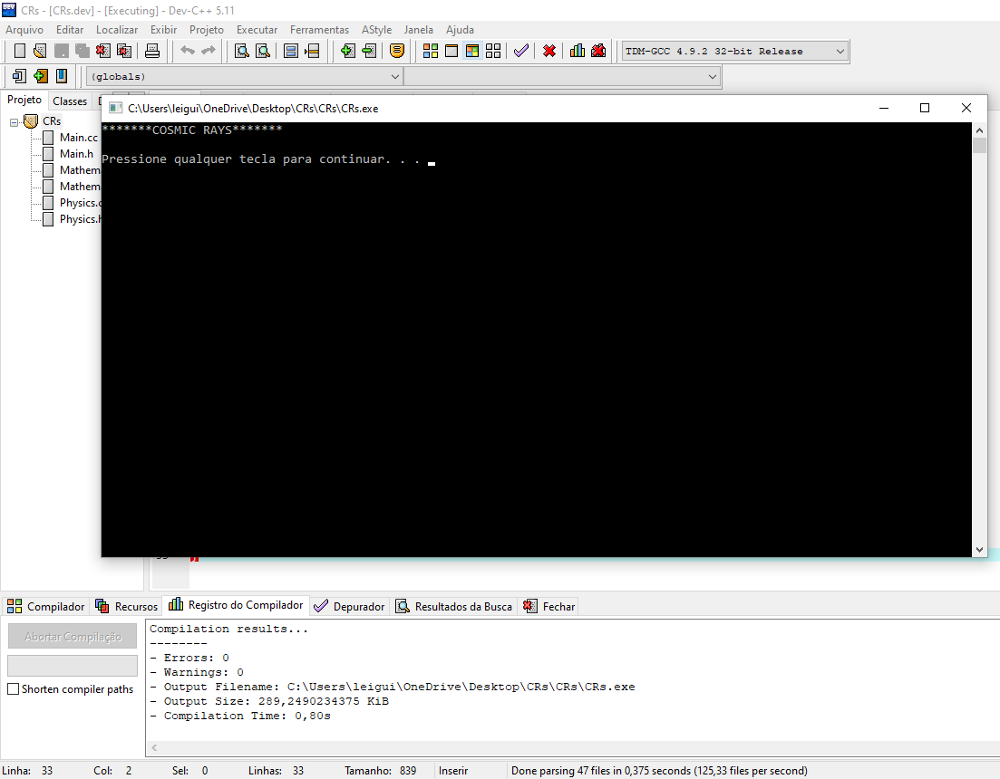 CRs - [CRs.dev] - [Executing] - Dev-C++ 5.11
Arquivo Editar Localizar Exibir Projeto Executar Ferramentas AStyle Janela Ajuda
TDM-GCC 4.9.2 32-bit Release
(globals)
Projeto Classes
C:\Users\leigui\OneDrive\Desktop\CRs\CRs\CRs.exe
*******COSMIC RAYS*******
Pressione qualquer tecla para continuar. . .
CRs
Main.cc
Main.h
Mathem
Mathem
Physics.c
Physics.h
Compilador Recursos Registro do Compilador Depurador Resultados da Busca Fechar
Abortar Compilação
Shorten compiler paths
Compilation results...
--------
- Errors: 0
- Warnings: 0
- Output Filename: C:\Users\leigui\OneDrive\Desktop\CRs\CRs\CRs.exe
- Output Size: 289,2490234375 KiB
- Compilation Time: 0,80s
Linha: 33 Col: 2 Sel: 0 Linhas: 33 Tamanho: 839 Inserir Done parsing 47 files in 0,375 seconds (125,33 files per second)